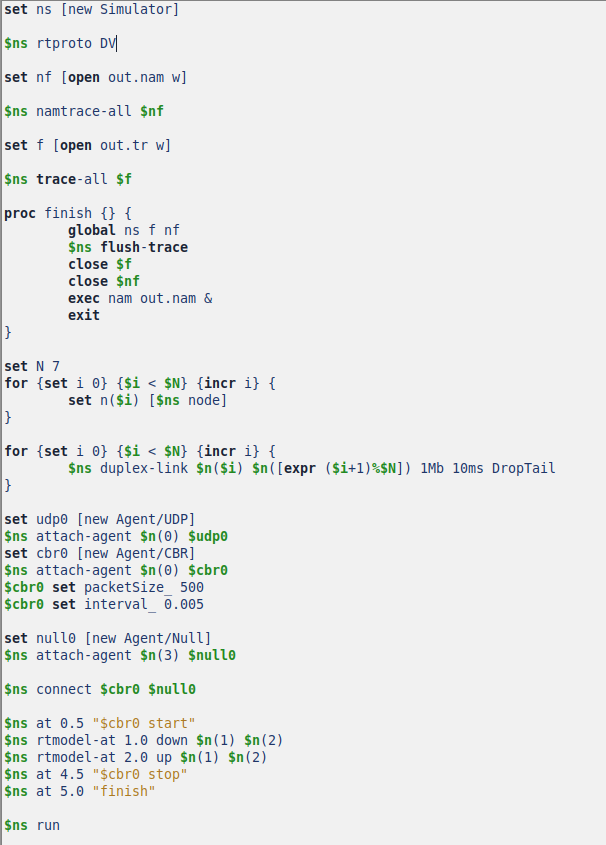 set ns [new Simulator]
$ns rtproto DV
set nf [open out.nam w]
$ns namtrace-all $nf
set f [open out.tr w]
$ns trace-all $f
proc finish {} {
        global ns f nf
        $ns flush-trace
        close $f
        close $nf
        exec nam out.nam &
        exit
}
set N 7
for {set i 0} {$i < $N} {incr i} {
        set n($i) [$ns node]
}
for {set i 0} {$i < $N} {incr i} {
        $ns duplex-link $n($i) $n([expr ($i+1)%$N]) 1Mb 10ms DropTail
}
set udp0 [new Agent/UDP]
$ns attach-agent $n(0) $udp0
set cbr0 [new Agent/CBR]
$ns attach-agent $n(0) $cbr0
$cbr0 set packetSize_ 500
$cbr0 set interval_ 0.005
set null0 [new Agent/Null]
$ns attach-agent $n(3) $null0
$ns connect $cbr0 $null0
$ns at 0.5 "$cbr0 start"
$ns rtmodel-at 1.0 down $n(1) $n(2)
$ns rtmodel-at 2.0 up $n(1) $n(2)
$ns at 4.5 "$cbr0 stop"
$ns at 5.0 "finish"
$ns run